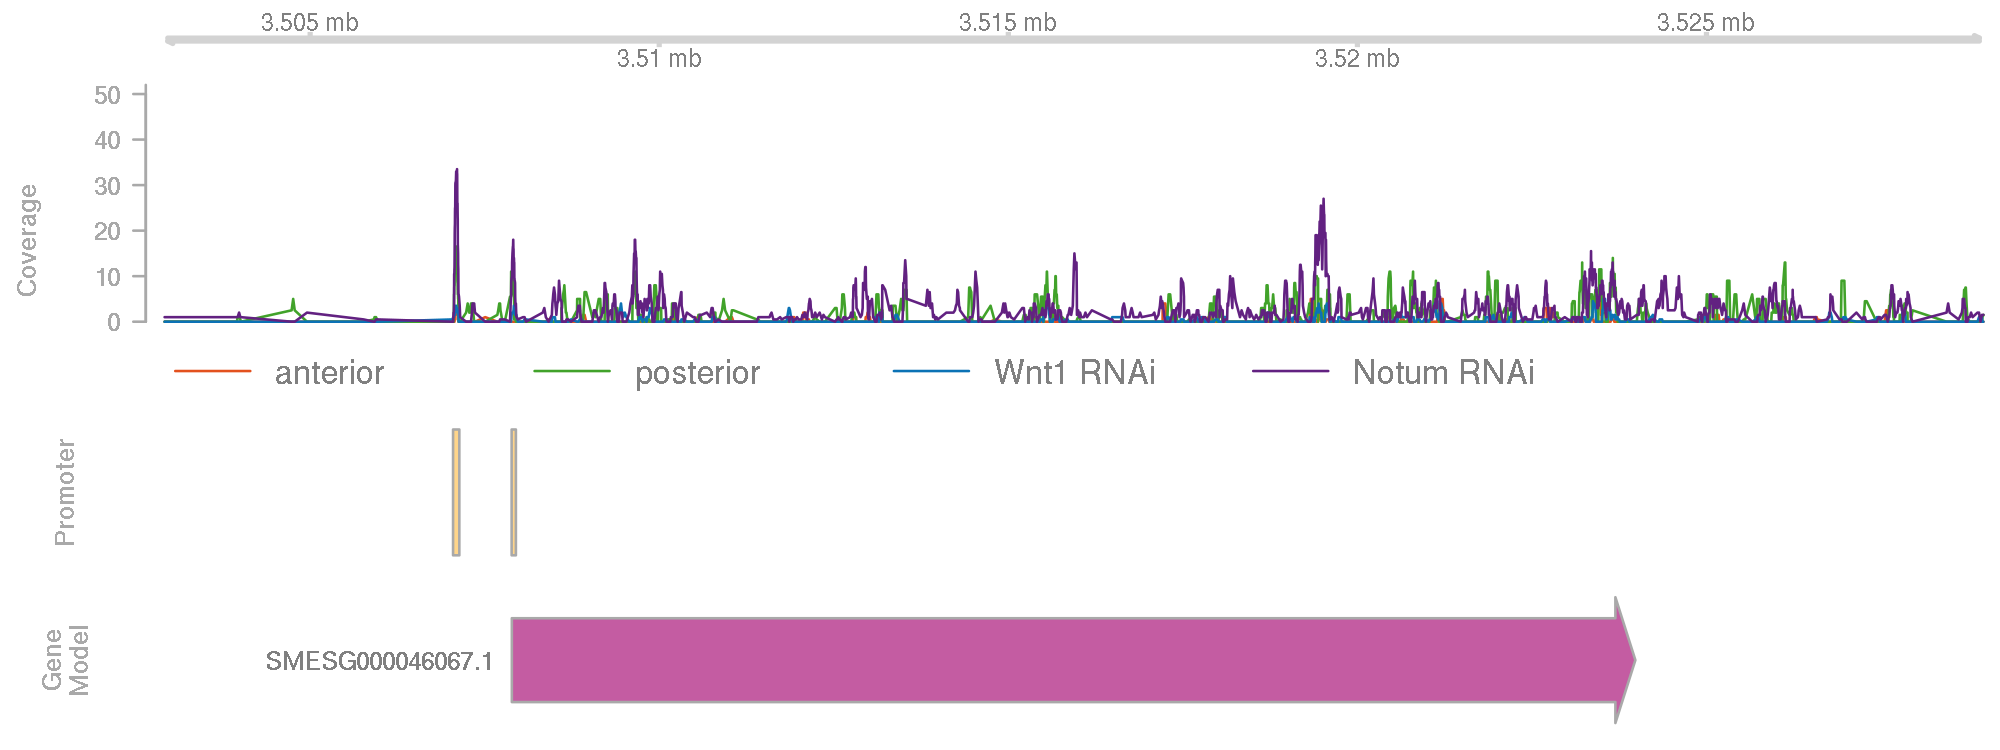 3.505 mb 3.515 mb 3.525 mb
3.51 mb 3.52 mb
50
40
30
20
10
0
Coverage
anterior posterior Wnt1 RNAi Notum RNAi
Promoter
Gene
Model
SMESG000046067.1